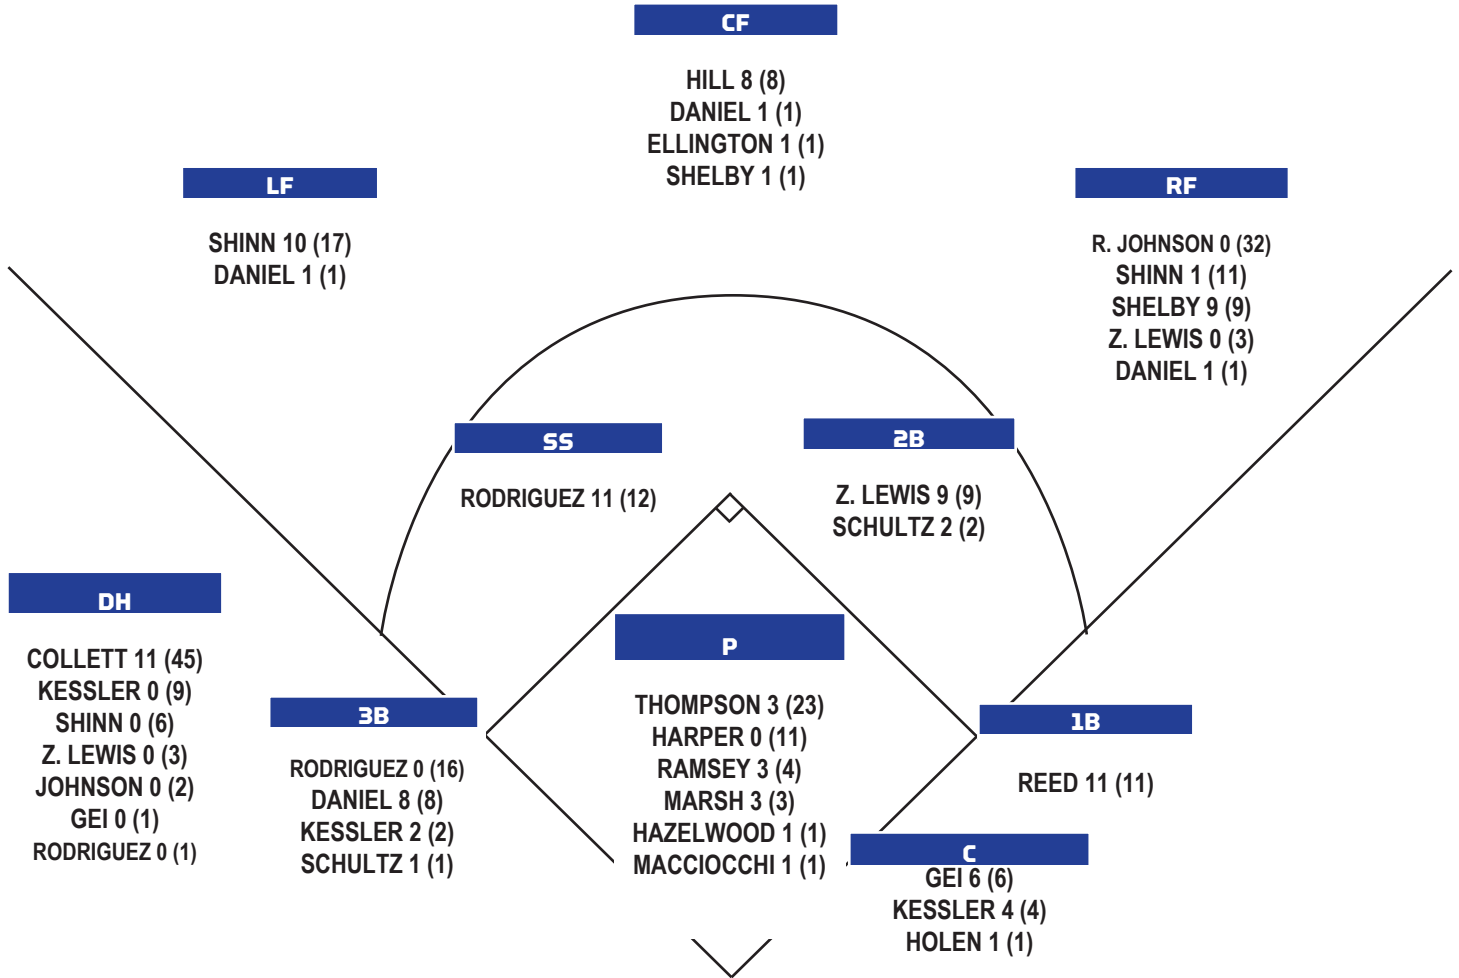 CF
HILL 8 (8)
DANIEL 1 (1)
ELLINGTON 1 (1)
SHELBY 1 (1)
LF
SHINN 10 (17)
DANIEL 1 (1)
RF
R. JOHNSON 0 (32)
SHINN 1 (11)
SHELBY 9 (9)
Z. LEWIS 0 (3)
DANIEL 1 (1)
SS
RODRIGUEZ 11 (12)
2B
Z. LEWIS 9 (9)
SCHULTZ 2 (2)
DH
COLLETT 11 (45)
KESSLER 0 (9)
SHINN 0 (6)
Z. LEWIS 0 (3)
JOHNSON 0 (2)
GEI 0 (1)
RODRIGUEZ 0 (1)
3B
RODRIGUEZ 0 (16)
DANIEL 8 (8)
KESSLER 2 (2)
SCHULTZ 1 (1)
P
THOMPSON 3 (23)
HARPER 0 (11)
RAMSEY 3 (4)
MARSH 3 (3)
HAZELWOOD 1 (1)
MACCIOCCHI 1 (1)
1B
REED 11 (11)
C
GEI 6 (6)
KESSLER 4 (4)
HOLEN 1 (1)